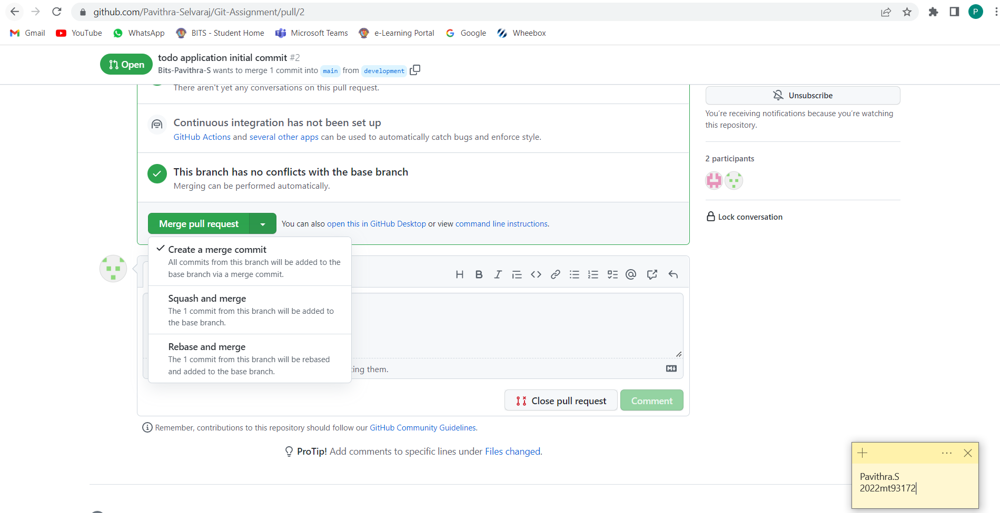 github.com/Pavithra-Selvaraj/Git-Assignment/pull/2
P
Gmail YouTube WhatsApp BITS - Student Home Microsoft Teams e-Learning Portal Google Wheebox
Open
todo application initial commit #2
Bits-Pavithra-S wants to merge 1 commit into main from development
There aren't yet any conversations on this pull request.
Continuous integration has not been set up
GitHub Actions and several other apps can be used to automatically catch bugs and enforce style.
This branch has no conflicts with the base branch
Merging can be performed automatically.
Merge pull request
You can also open this in GitHub Desktop or view command line instructions.
Create a merge commit
All commits from this branch will be added to the
base branch via a merge commit.
Squash and merge
The 1 commit from this branch will be added to
the base branch.
Rebase and merge
The 1 commit from this branch will be rebased
and added to the base branch.
them.
Close pull request
Comment
Remember, contributions to this repository should follow our GitHub Community Guidelines.
ProTip! Add comments to specific lines under Files changed.
Unsubscribe
You're receiving notifications because you're watching
this repository.
2 participants
Lock conversation
Pavithra.S
2022mt93172